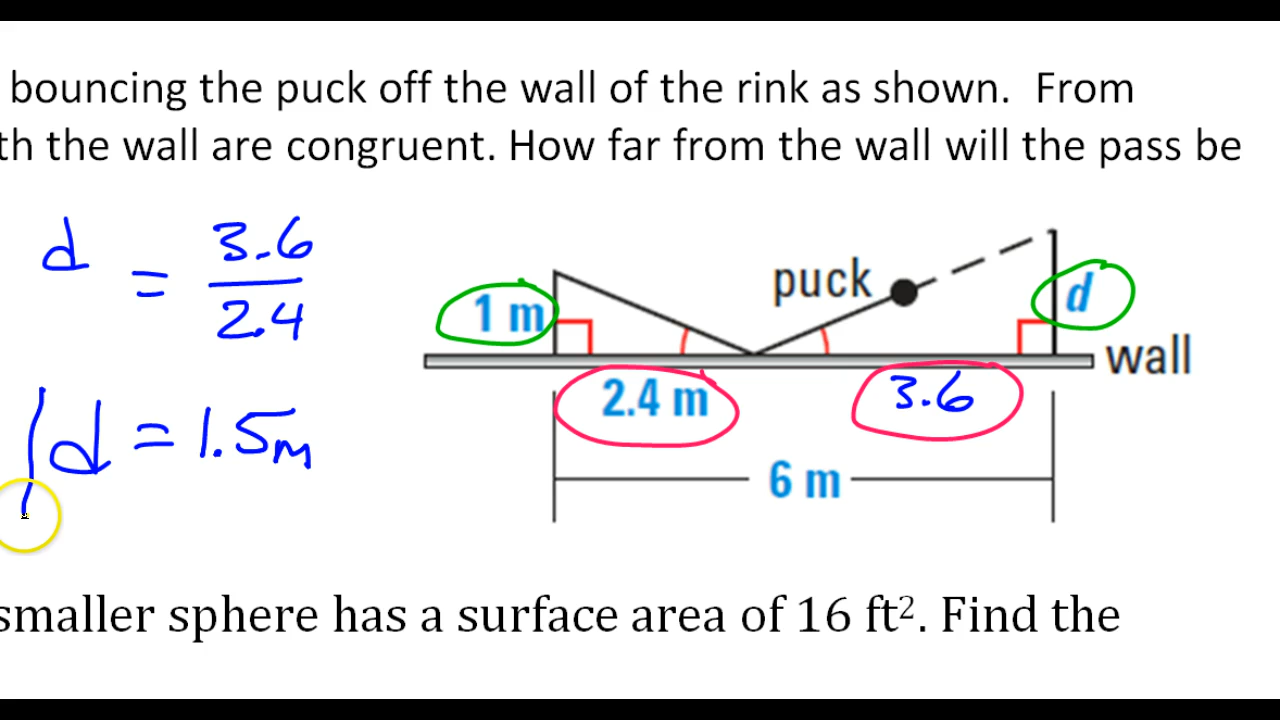 bouncing the puck off the wall of the rink as shown. From
th the wall are congruent. How far from the wall will the pass be
d = 3.6
2.4
d = 1.5m
puck
1 m
d
wall
2.4 m
3.6
6 m
smaller sphere has a surface area of 16 ft². Find the